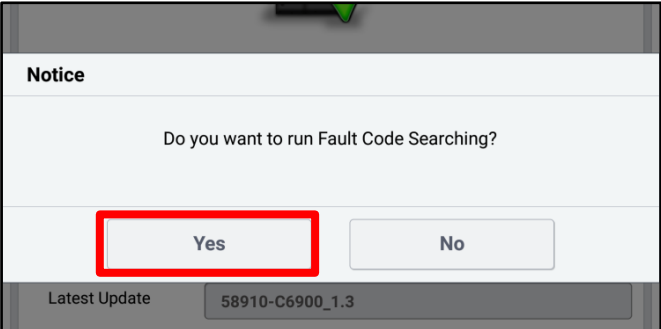 Notice
Do you want to run Fault Code Searching?
Yes
No
Latest Update
58910-C6900_1.3